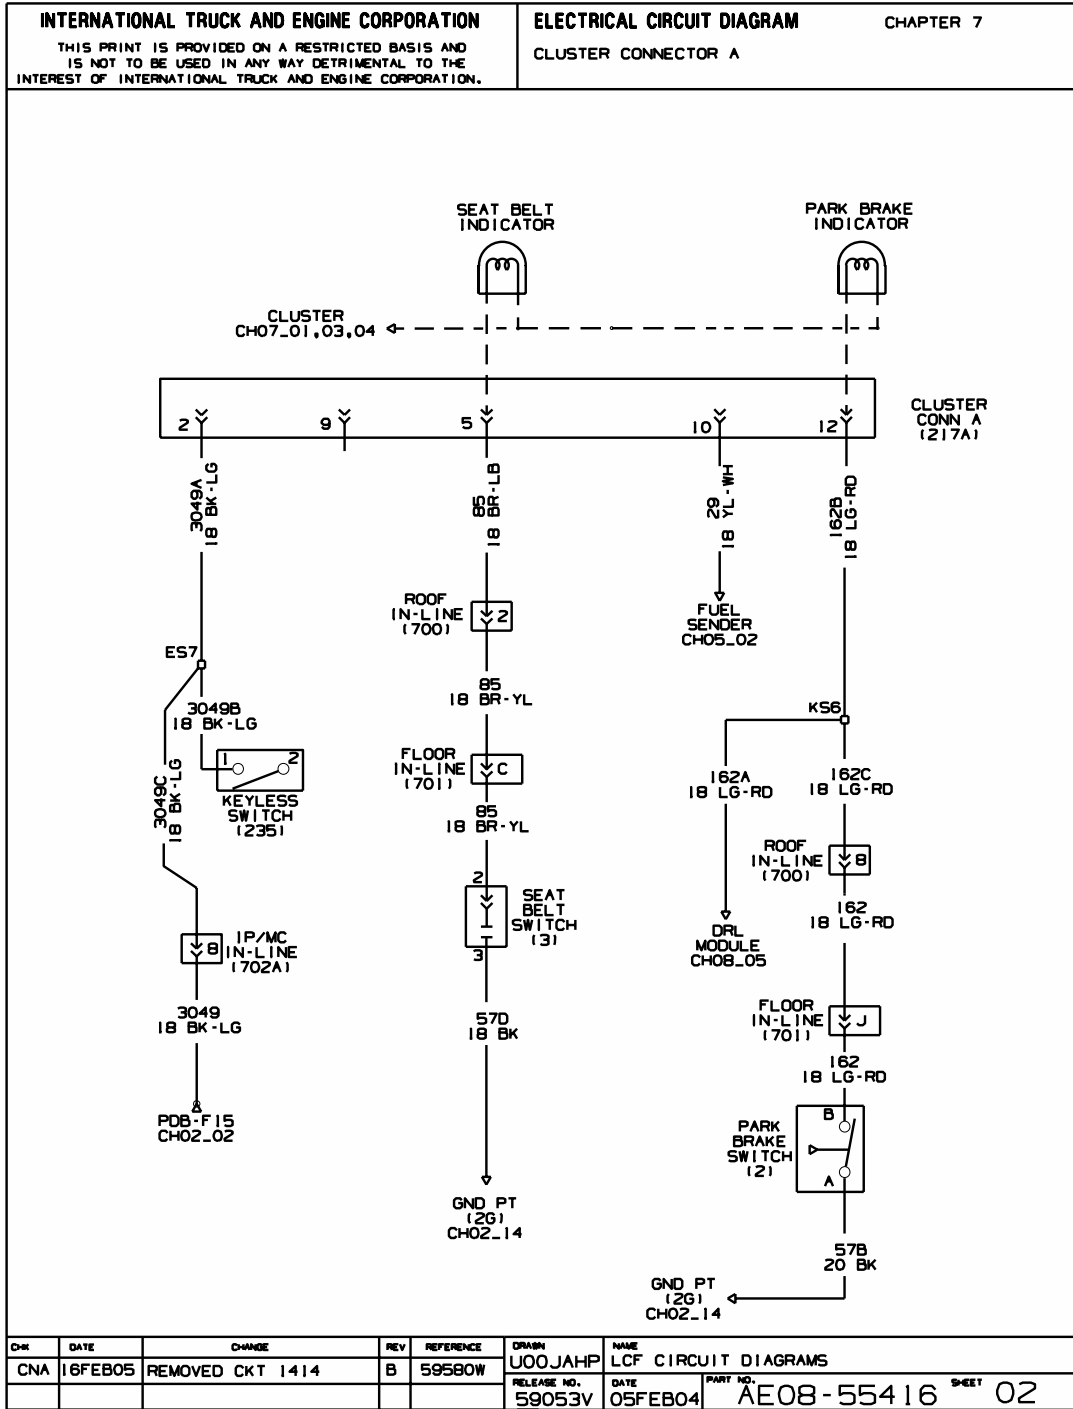 INTERNATIONAL TRUCK AND ENGINE CORPORATION
THIS PRINT IS PROVIDED ON A RESTRICTED BASIS AND
IS NOT TO BE USED IN ANY WAY DETRIMENTAL TO THE
INTEREST OF INTERNATIONAL TRUCK AND ENGINE CORPORATION.
ELECTRICAL CIRCUIT DIAGRAM
CHAPTER 7
CLUSTER CONNECTOR A
SEAT BELT
INDICATOR
PARK BRAKE
INDICATOR
CLUSTER
CH07_01,03,04
CLUSTER
CONN A
(217A)
2
9
5
10
12
3049A
18 BK-LG
85
18 BR-LB
29
18 YL-WH
162B
18 LG-RD
ROOF
IN-LINE
(700)
2
FUEL
SENDER
CH05_02
ES7
3049B
18 BK-LG
85
18 BR-YL
KS6
1
2
KEYLESS
SWITCH
(235)
3049C
18 BK-LG
FLOOR
IN-LINE
(701)
C
85
18 BR-YL
162A
18 LG-RD
162C
18 LG-RD
ROOF
IN-LINE
(700)
8
2
SEAT
BELT
SWITCH
(3)
3
162
18 LG-RD
DRL
MODULE
CH08_05
8
IP/MC
IN-LINE
(702A)
3049
18 BK-LG
57D
18 BK
FLOOR
IN-LINE
(701)
J
162
18 LG-RD
PDB-F15
CH02_02
B
PARK
BRAKE
SWITCH
(2)
A
GND PT
(2G)
CH02_14
57B
20 BK
GND PT
(2G)
CH02_14
CHK DATE CHANGE REV REFERENCE
CNA 16FEB05 REMOVED CKT 1414 B 59580W
DRAWN
U00JAHP
NAME
LCF CIRCUIT DIAGRAMS
RELEASE NO.
59053V
DATE
05FEB04
PART NO.
AE08-55416
SHEET 02